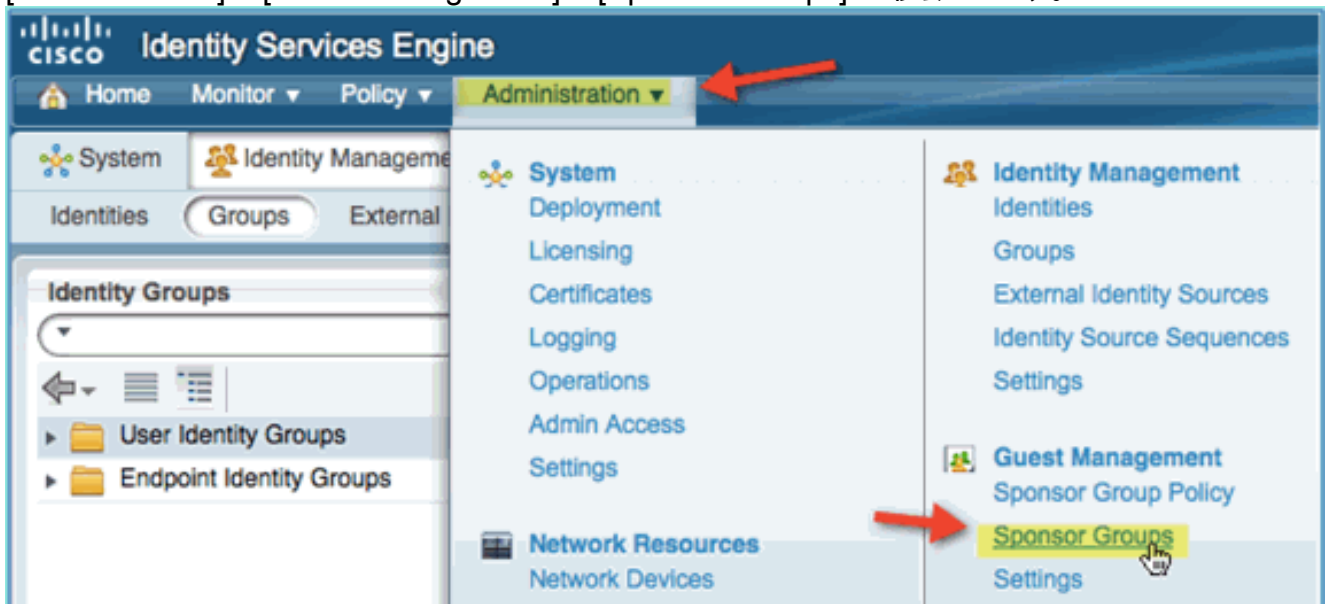 CISCO Identity Services Engine
Home Monitor Policy Administration
System Identity Manageme
Identities Groups External
Identity Groups
User Identity Groups
Endpoint Identity Groups
System
Deployment
Licensing
Certificates
Logging
Operations
Admin Access
Settings
Network Resources
Network Devices
Identity Management
Identities
Groups
External Identity Sources
Identity Source Sequences
Settings
Guest Management
Sponsor Group Policy
Sponsor Groups
Settings